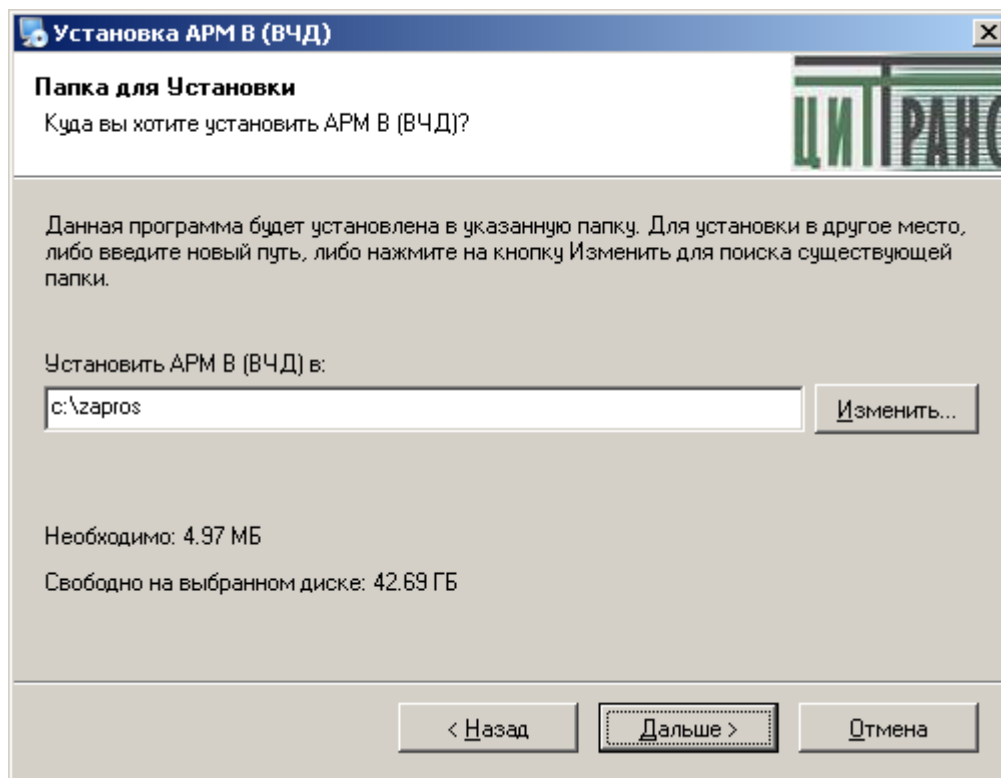 Установка АРМ В (ВЧД)
Папка для Установки
Куда вы хотите установить АРМ В (ВЧД)?
ЦИТТРАНС
Данная программа будет установлена в указанную папку. Для установки в другое место,
либо введите новый путь, либо нажмите на кнопку Изменить для поиска существующей
папки.
Установить АРМ В (ВЧД) в:
c:\zapros
Изменить...
Необходимо: 4.97 МБ
Свободно на выбранном диске: 42.69 ГБ
< Назад
Дальше >
Отмена